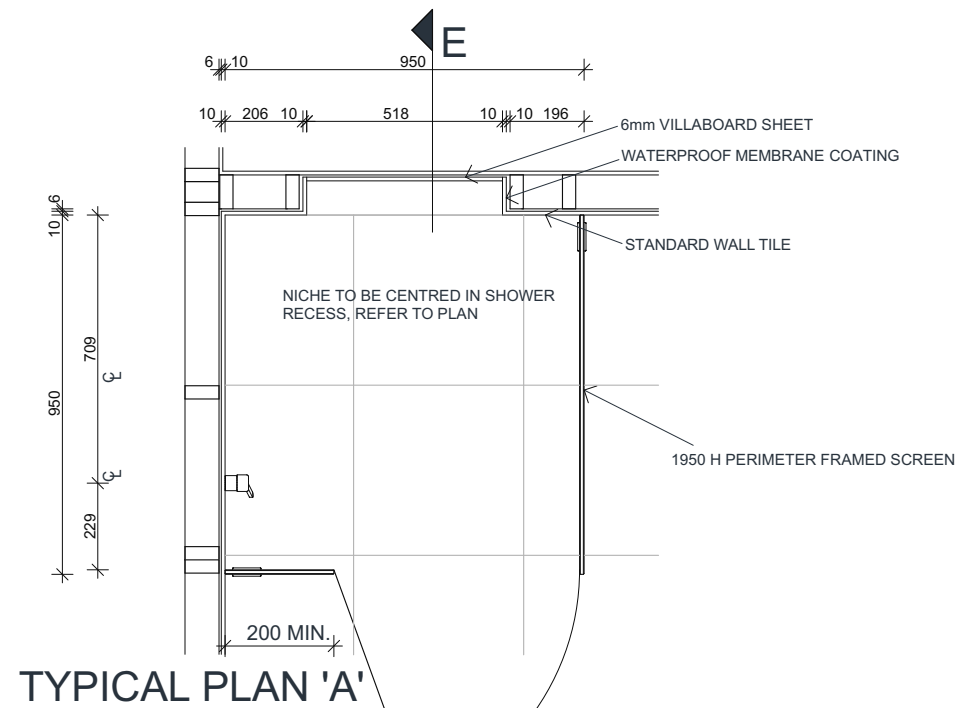 E
6 10 950
10 206 10 518 10 10 196
6mm VILLABOARD SHEET
WATERPROOF MEMBRANE COATING
STANDARD WALL TILE
10 6
NICHE TO BE CENTRED IN SHOWER
RECESS, REFER TO PLAN
709
CL
950
CL
229
1950 H PERIMETER FRAMED SCREEN
200 MIN.
TYPICAL PLAN 'A'